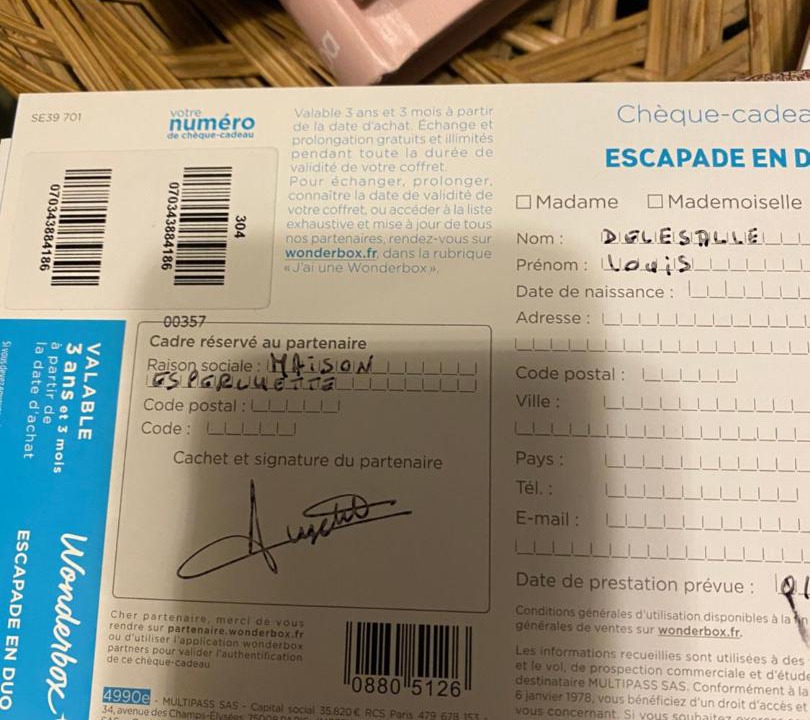 SE39 701
votre
numéro
de chèque-cadeau
070343884186
070343884186
304
Valable 3 ans et 3 mois à partir
de la date d'achat. Échange et
prolongation gratuits et illimités
pendant toute la durée de
validité de votre coffret.
Pour échanger, prolonger,
connaître la date de validité de
votre coffret, ou accéder à la liste
exhaustive et mise à jour de tous
nos partenaires, rendez-vous sur
wonderbox.fr, dans la rubrique
«J'ai une Wonderbox».
Chèque-cadea
ESCAPADE EN D
Madame Mademoiselle
Nom : DELESALLE
Prénom : Louis
Date de naissance :
Adresse :
Code postal :
Ville :
Pays :
Tél. :
E-mail :
Date de prestation prévue :
Conditions générales d'utilisation disponibles à la
générales de ventes sur wonderbox.fr.
Les informations recueillies sont utilisées à des
et le vol, de prospection commerciale et d'étude
destinataire MULTIPASS SAS. Conformément à la
6 janvier 1978, vous bénéficiez d'un droit d'accès et
vous concernant. Si vous souha
00357
Cadre réservé au partenaire
Raison sociale : MAISON
ESPERLUETTE
Code postal :
Code :
Cachet et signature du partenaire
VALABLE
3 ans et 3 mois
à partir de
la date d'achat
Wonderbox
ESCAPADE EN DUO
Cher partenaire, merci de vous
rendre sur partenaire.wonderbox.fr
ou d'utiliser l'application wonderbox
partners pour valider l'authentification
de ce chèque-cadeau
0880 5126
4990e - MULTIPASS SAS - Capital social 35.820 € RCS Paris 479 678 153 -
34, avenue des Champs-Élysées 75008 PARIS